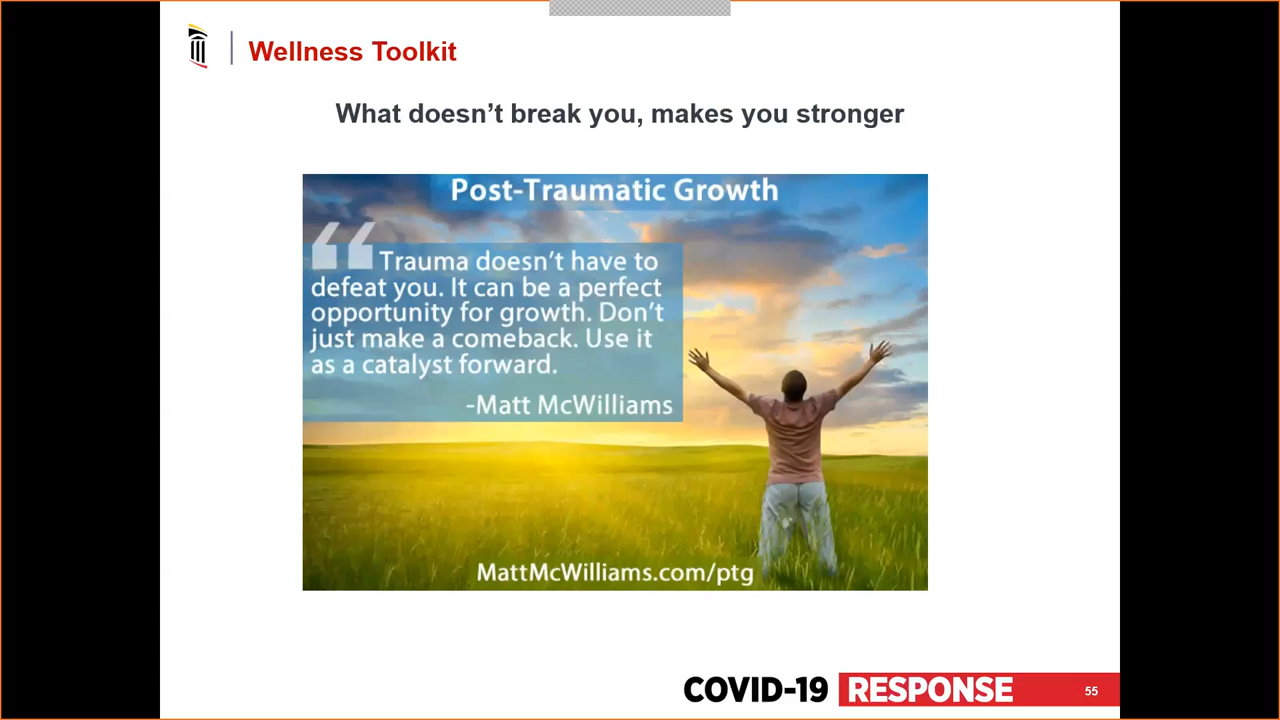 Wellness Toolkit
What doesn’t break you, makes you stronger
Post-Traumatic Growth
“ Trauma doesn’t have to
defeat you. It can be a perfect
opportunity for growth. Don’t
just make a comeback. Use it
as a catalyst forward.
-Matt McWilliams
MattMcWilliams.com/ptg
COVID-19 RESPONSE 55